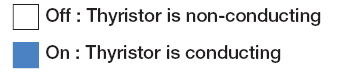 Off : Thyristor is non-conducting
On : Thyristor is conducting